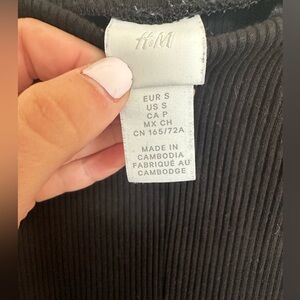 H&M
EUR S
US S
CA P
MX CH
CN 165/72A
MADE IN
CAMBODIA
FABRIQUÉ AU
CAMBODGE